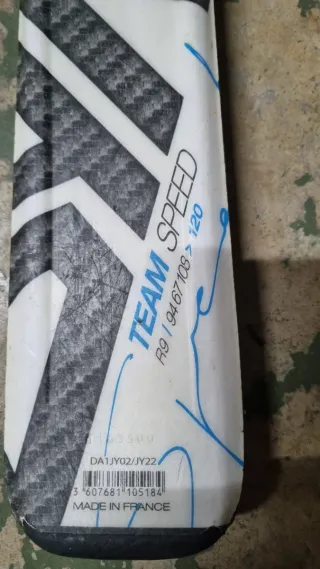 TEAM SPEED
R9 / 94 67 108 > 120
DA1JY02/JY22
3 607681 105184
MADE IN FRANCE